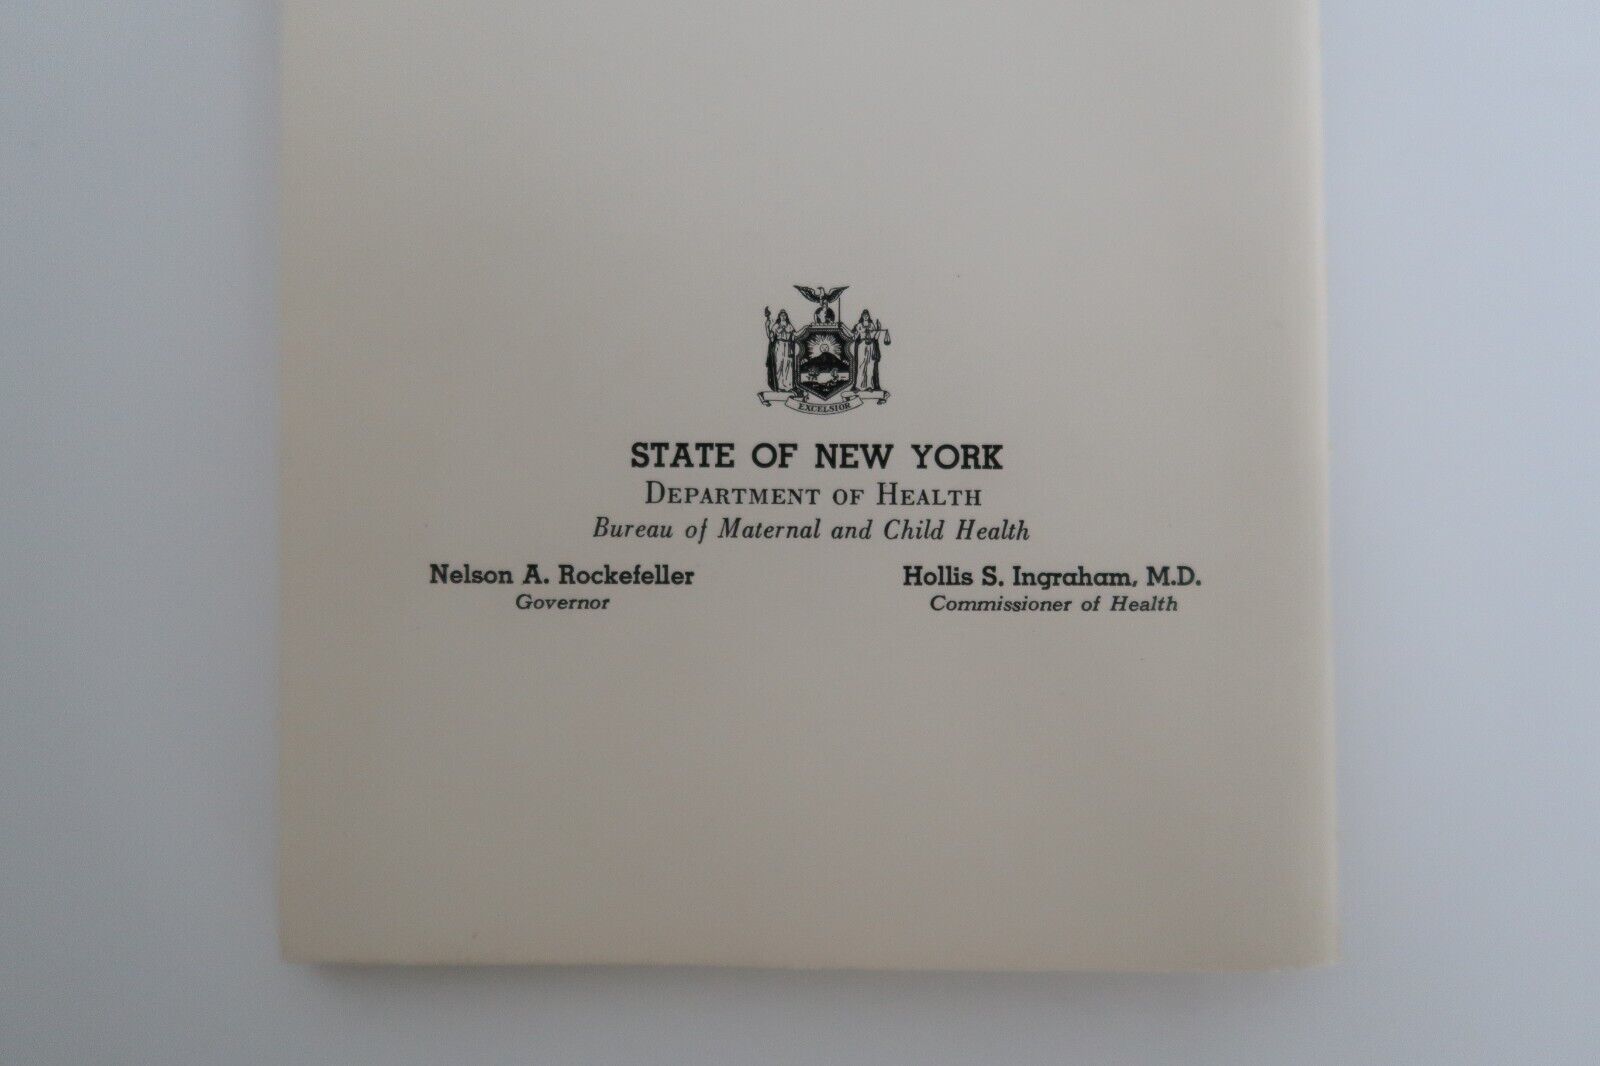 EXCELSIOR
STATE OF NEW YORK
DEPARTMENT OF HEALTH
Bureau of Maternal and Child Health
Nelson A. Rockefeller
Governor
Hollis S. Ingraham, M.D.
Commissioner of Health